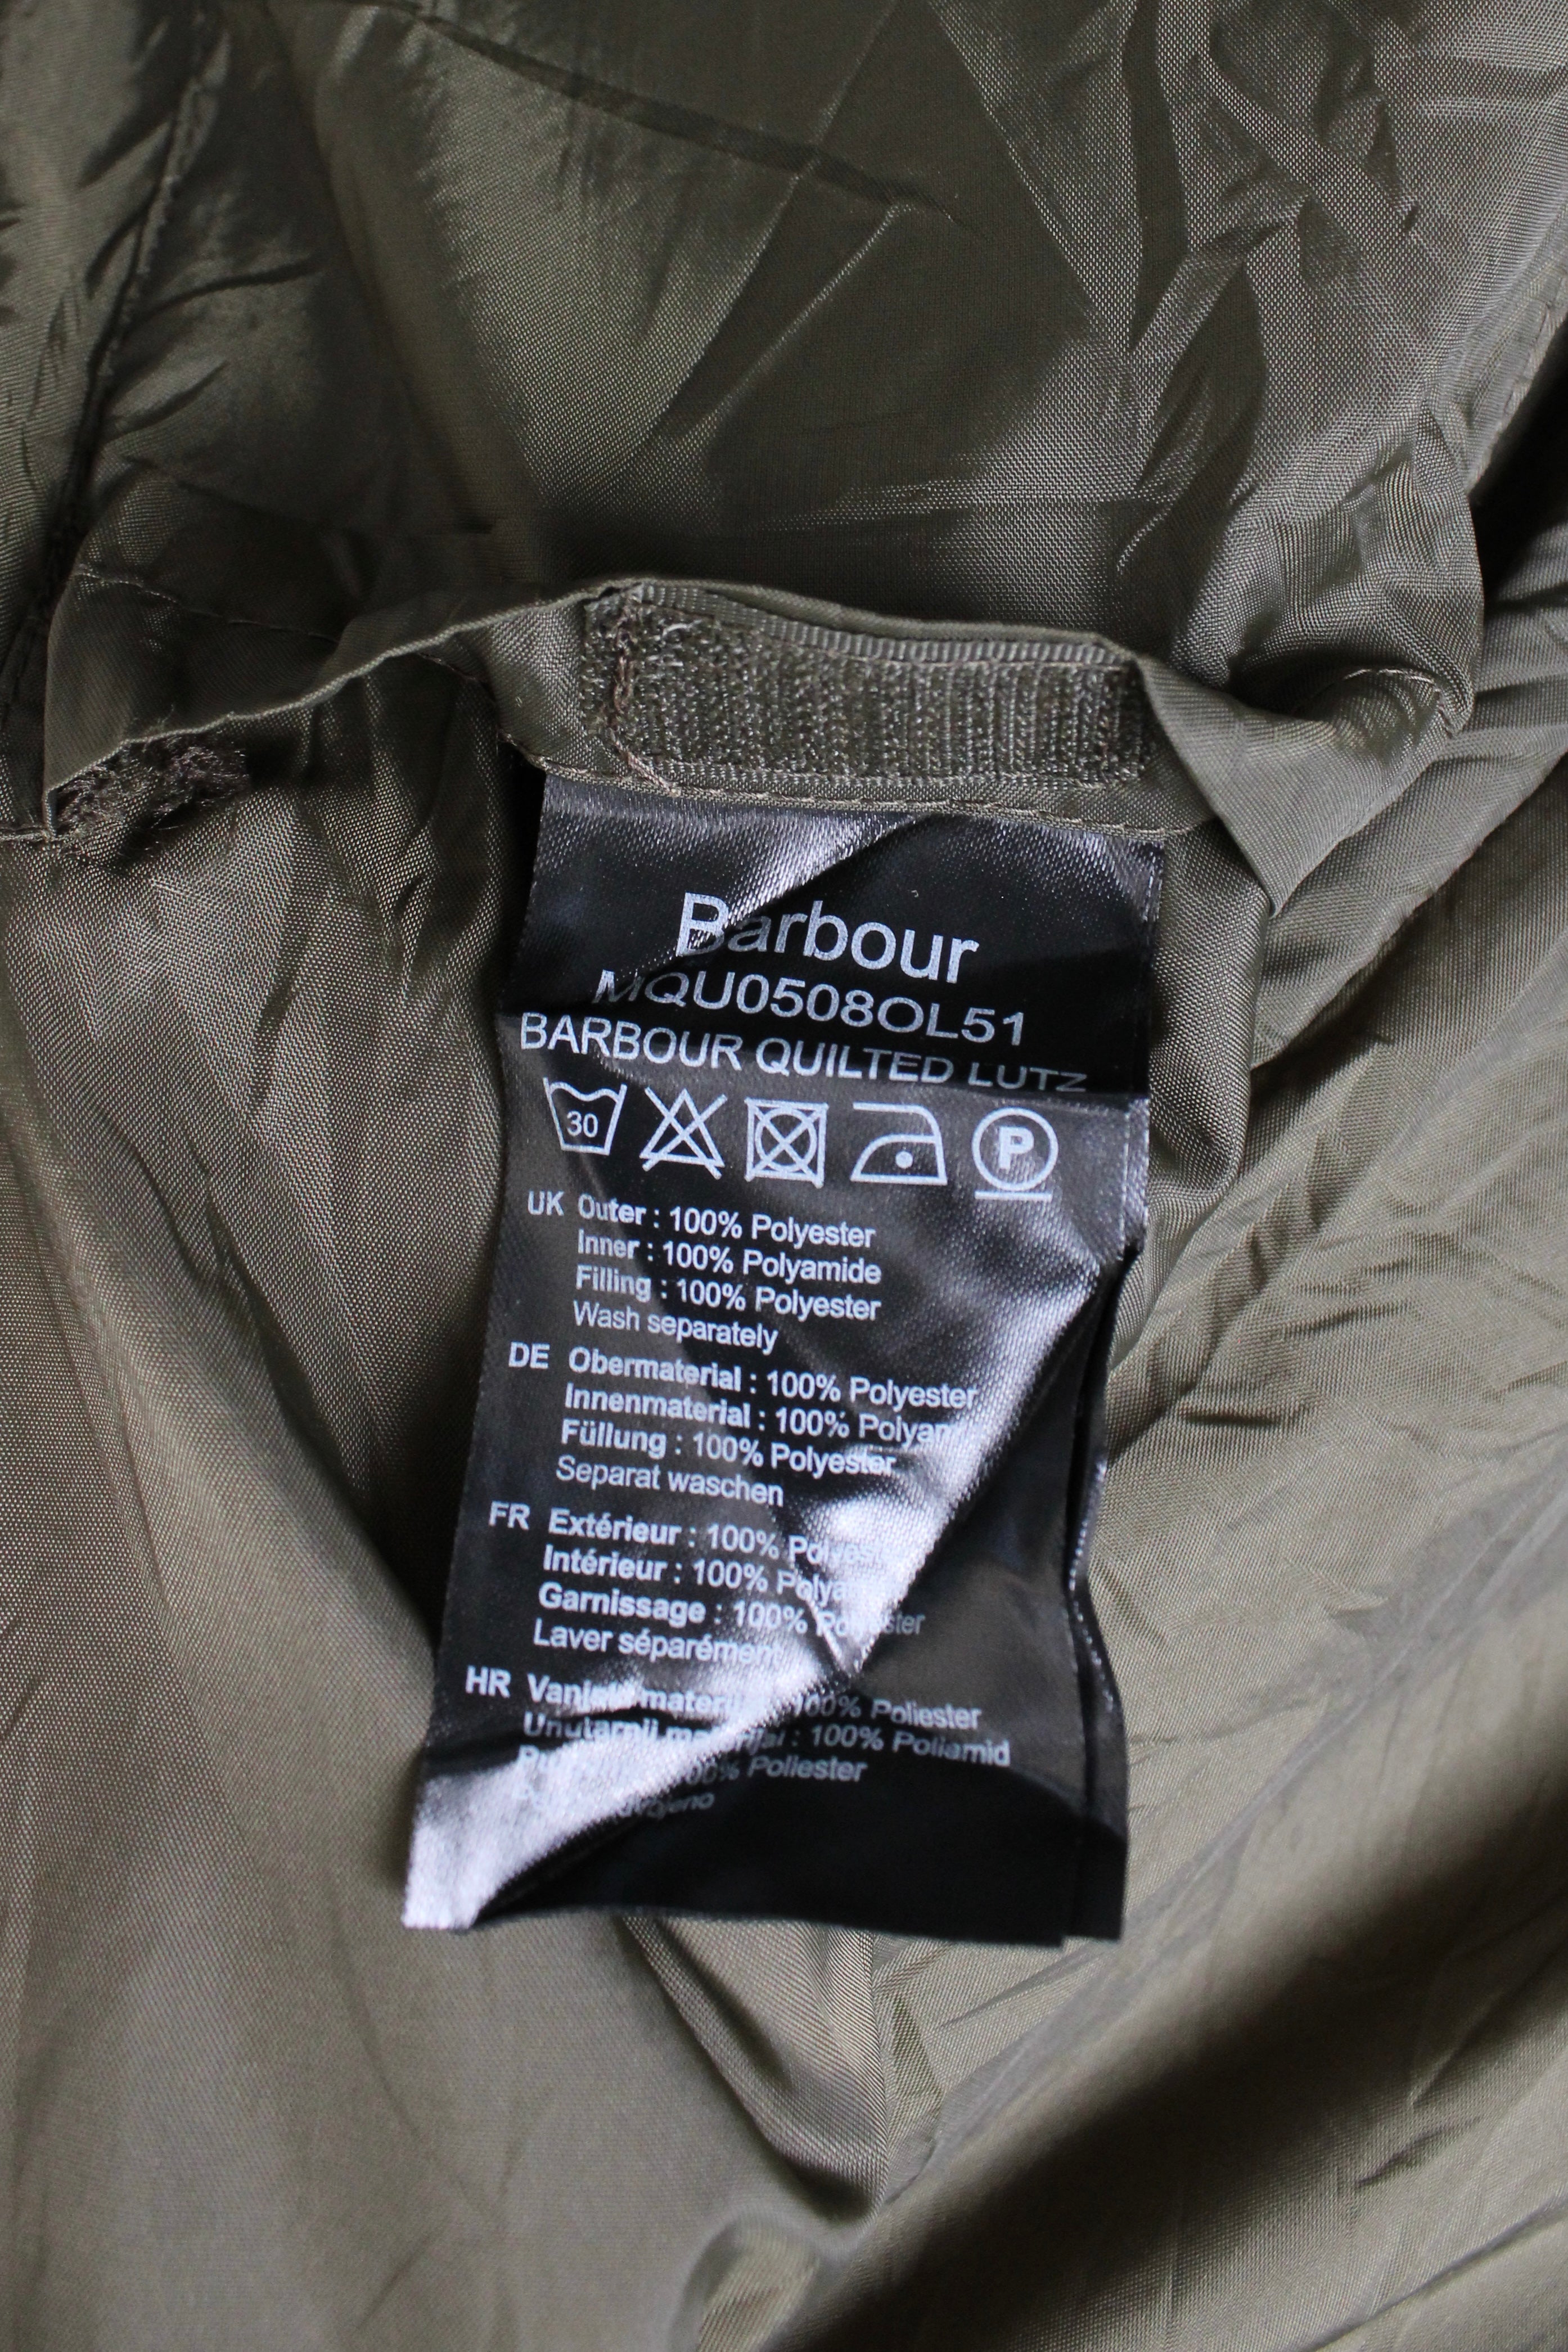 Barbour
MQU0508OL51
BARBOUR QUILTED LUTZ
30 P
UK Outer : 100% Polyester
Inner : 100% Polyamide
Filling : 100% Polyester
Wash separately
DE Obermaterial : 100% Polyester
Innenmaterial : 100%
Füllung : 100% Polyester
Separat waschen
FR Extérieur : 100%
Intérieur : 100%
Garnissage : 100% Polyester
Laver séparément
HR 100% Poliester
: 100% Poliamid
Poliester